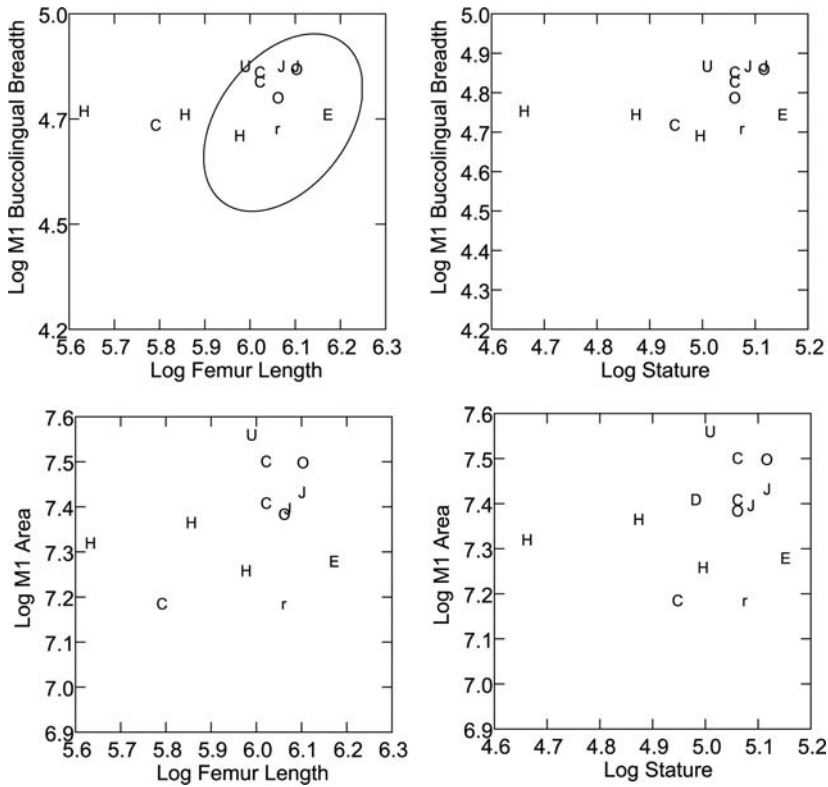 Log M1 Buccolingual Breadth
5.0
4.7
4.5
4.2
U J J O
C
C
O
H H C H r E
5.6 5.7 5.8 5.9 6.0 6.1 6.2 6.3
Log Femur Length
Log M1 Buccolingual Breadth
5.0
4.9
4.8
4.7
4.6
4.5
4.4
4.3
4.2
U J J O
C
C
O
H H C H r E
4.6 4.7 4.8 4.9 5.0 5.1 5.2
Log Stature
Log M1 Area
7.6
7.5
7.4
7.3
7.2
7.1
7.0
6.9
U
C O
J
C J
O
H H H E
C r
5.6 5.7 5.8 5.9 6.0 6.1 6.2 6.3
Log Femur Length
Log M1 Area
7.6
7.5
7.4
7.3
7.2
7.1
7.0
6.9
U
C O
J
D C J
O
H H H E
C r
4.6 4.7 4.8 4.9 5.0 5.1 5.2
Log Stature